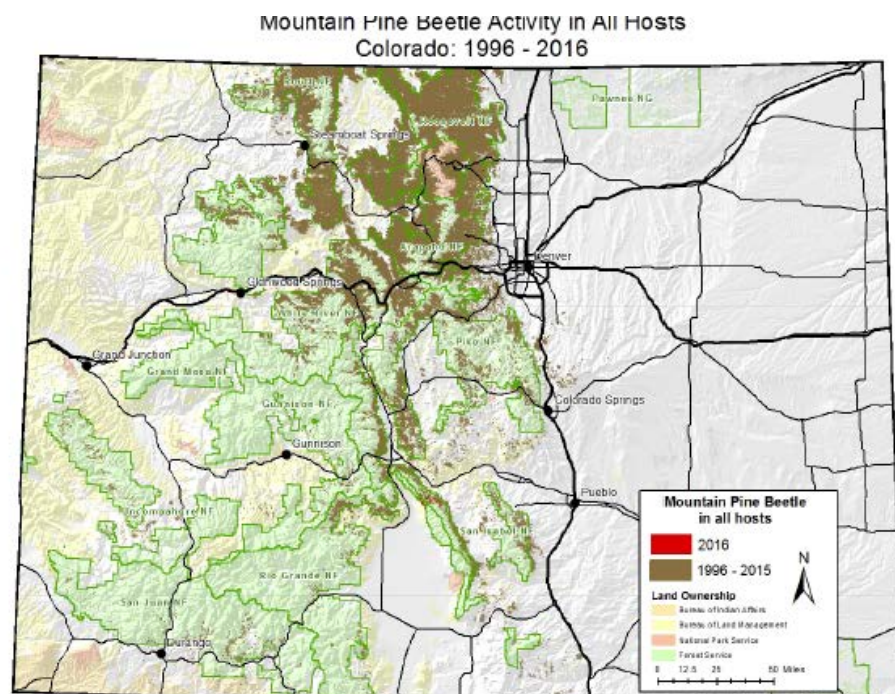 Mountain Pine Beetle Activity in All Hosts
Colorado: 1996 - 2016
Pawnee NG
Roosevelt NF
Steamboat Springs
Arapaho NF
Denver
Glenwood Springs
White River NF
Pike NF
Grand Junction
Grand Mesa NF
Gunnison NF
Colorado Springs
Gunnison
Pueblo
Uncompahgre NF
San Isabel NF
Rio Grande NF
San Juan NF
Durango
Mountain Pine Beetle
in all hosts
2016
1996 - 2015
N
Land Ownership
Bureau of Indian Affairs
Bureau of Land Management
National Park Service
Forest Service
0 12.5 25 50 Miles